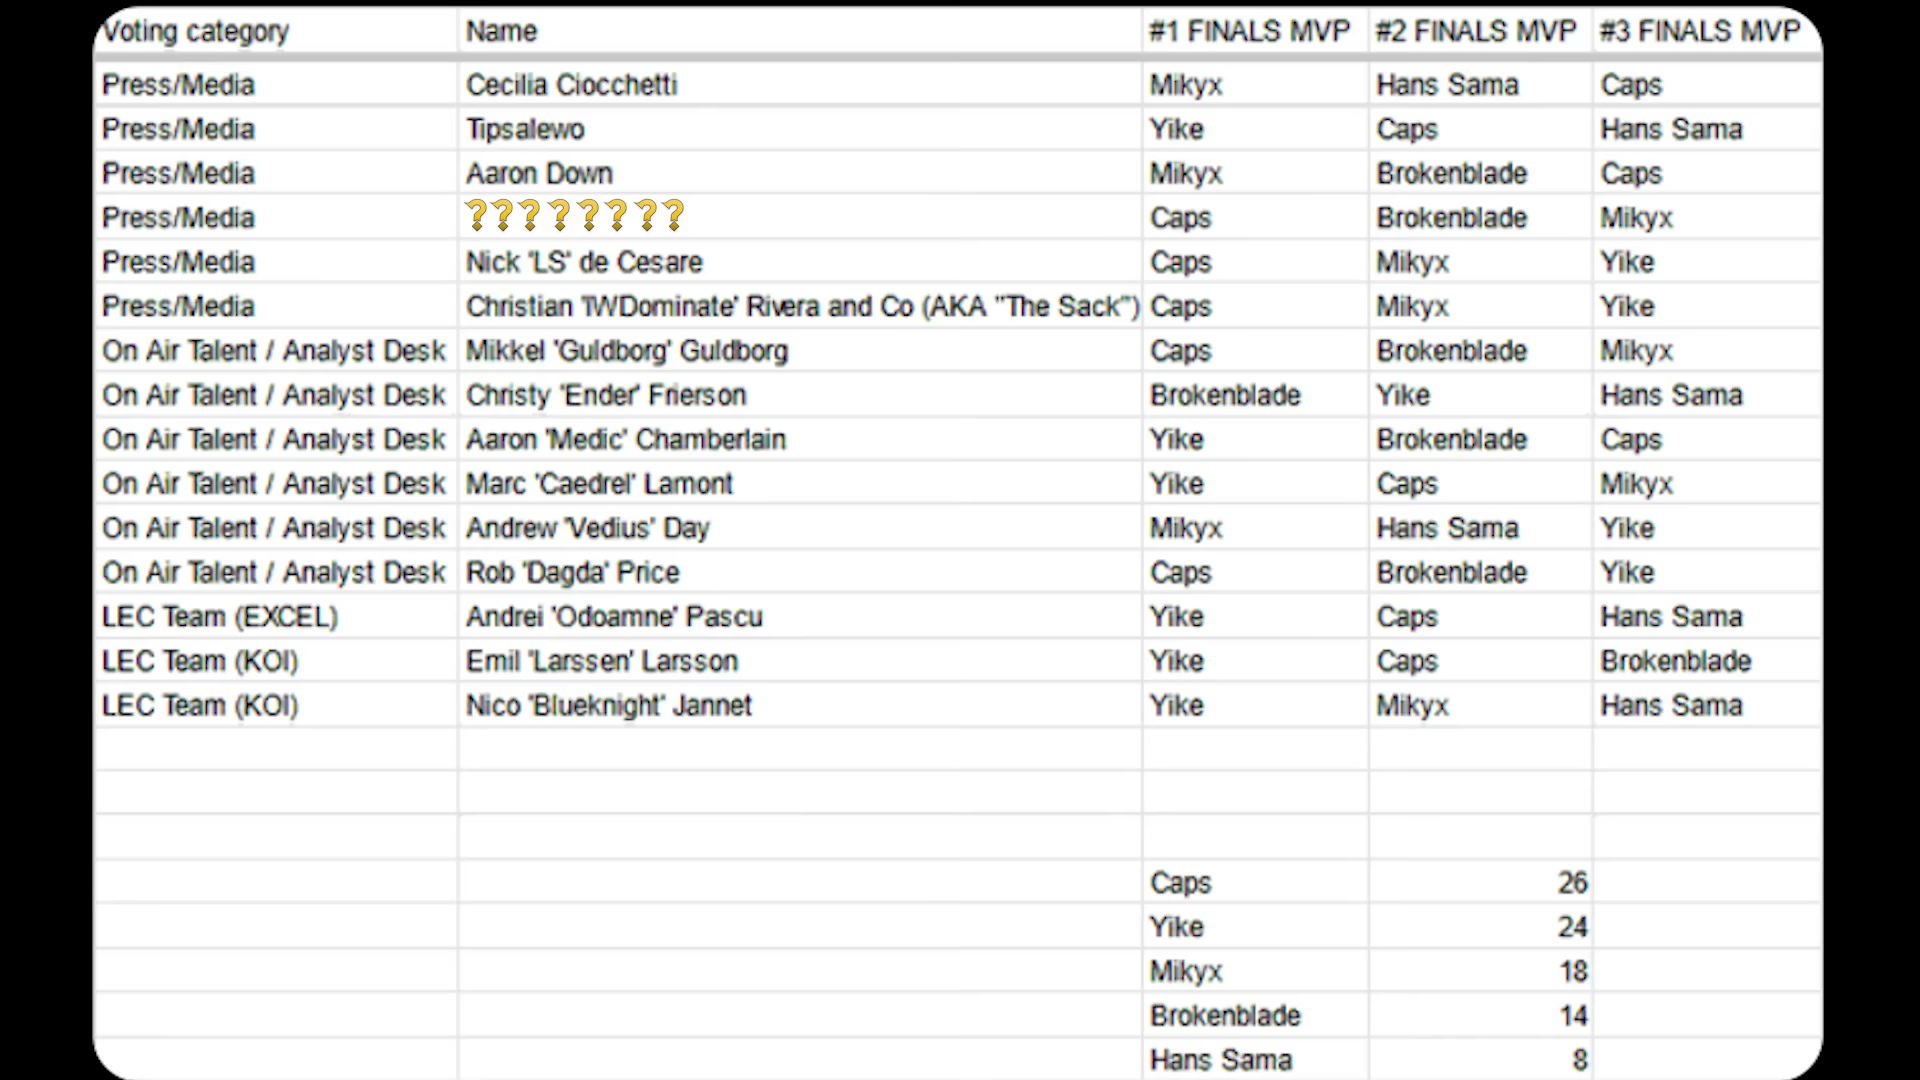 Voting category Name #1 FINALS MVP #2 FINALS MVP #3 FINALS MVP
Press/Media Cecilia Ciocchetti Mikyx Hans Sama Caps
Press/Media Tipsalewo Yike Caps Hans Sama
Press/Media Aaron Down Mikyx Brokenblade Caps
Press/Media ???????? Caps Brokenblade Mikyx
Press/Media Nick 'LS' de Cesare Caps Mikyx Yike
Press/Media Christian 'IWDominate' Rivera and Co (AKA "The Sack") Caps Mikyx Yike
On Air Talent / Analyst Desk Mikkel 'Guldborg' Guldborg Caps Brokenblade Mikyx
On Air Talent / Analyst Desk Christy 'Ender' Frierson Brokenblade Yike Hans Sama
On Air Talent / Analyst Desk Aaron 'Medic' Chamberlain Yike Brokenblade Caps
On Air Talent / Analyst Desk Marc 'Caedrel' Lamont Yike Caps Mikyx
On Air Talent / Analyst Desk Andrew 'Vedius' Day Mikyx Hans Sama Yike
On Air Talent / Analyst Desk Rob 'Dagda' Price Caps Brokenblade Yike
LEC Team (EXCEL) Andrei 'Odoamne' Pascu Yike Caps Hans Sama
LEC Team (KOI) Emil 'Larssen' Larsson Yike Caps Brokenblade
LEC Team (KOI) Nico 'Blueknight' Jannet Yike Mikyx Hans Sama
Caps 26
Yike 24
Mikyx 18
Brokenblade 14
Hans Sama 8